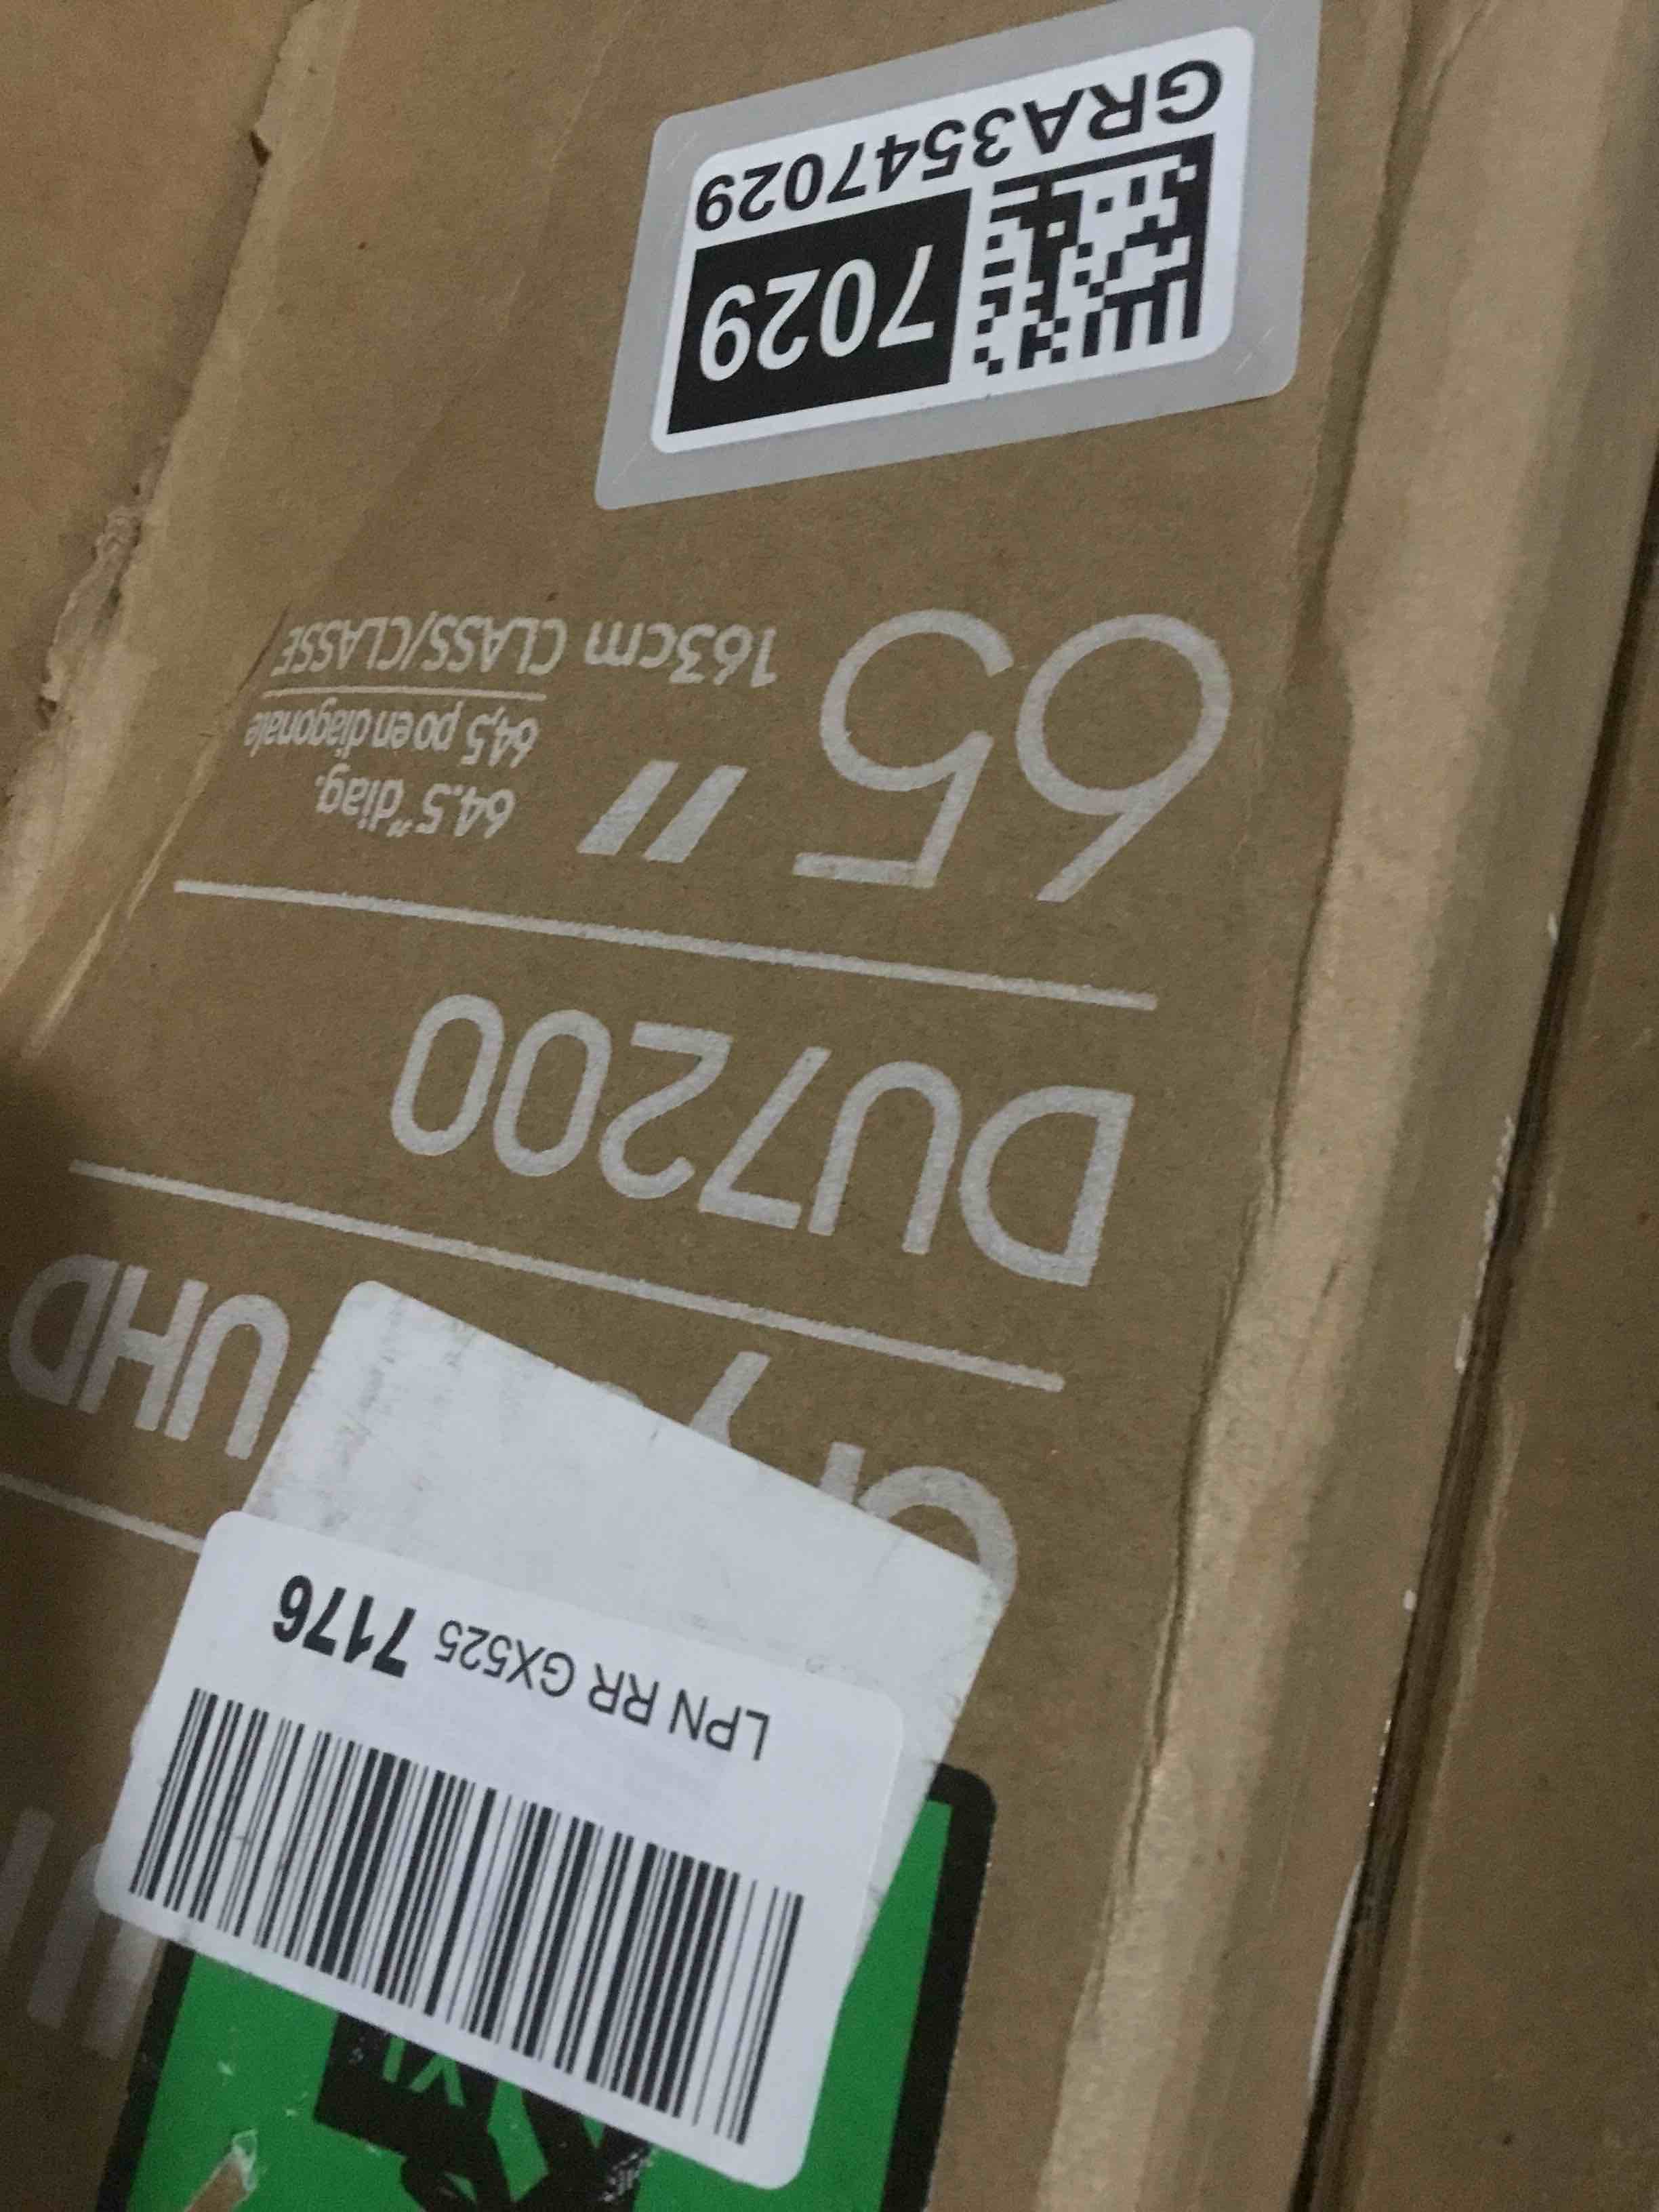 LPN RR GX525 7176
UHD
DU7200
65"
64.5" diag.
64,5 po en diagonale
163cm CLASS/CLASSE
7029
GRA3547029